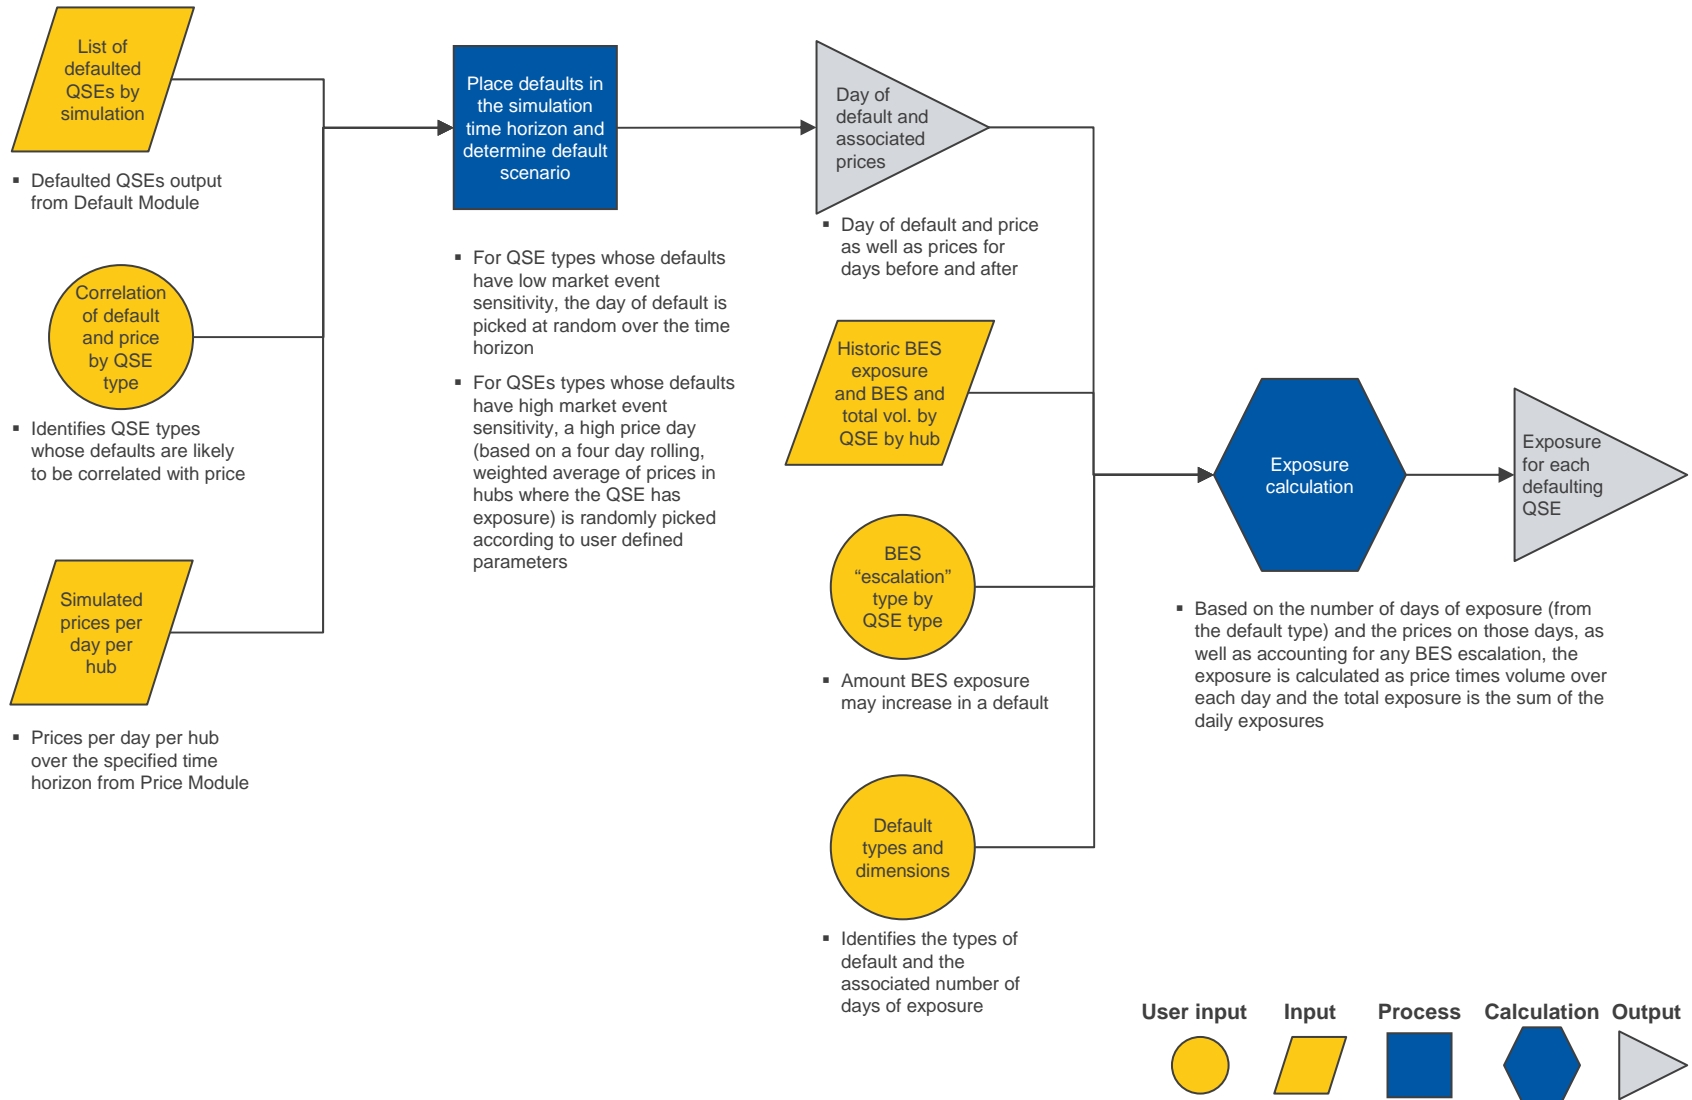 List of
defaulted
QSEs by
simulation
▪ Defaulted QSEs output
from Default Module
Correlation
of default
and price
by QSE
type
▪ Identifies QSE types
whose defaults are likely
to be correlated with price
Simulated
prices per
day per
hub
▪ Prices per day per hub
over the specified time
horizon from Price Module
Place defaults in
the simulation
time horizon and
determine default
scenario
▪ For QSE types whose defaults
have low market event
sensitivity, the day of default is
picked at random over the time
horizon
▪ For QSEs types whose defaults
have high market event
sensitivity, a high price day
(based on a four day rolling,
weighted average of prices in
hubs where the QSE has
exposure) is randomly picked
according to user defined
parameters
Day of
default and
associated
prices
▪ Day of default and price
as well as prices for
days before and after
Historic BES
exposure
and BES and
total vol. by
QSE by hub
BES
“escalation”
type by
QSE type
▪ Amount BES exposure
may increase in a default
Default
types and
dimensions
▪ Identifies the types of
default and the
associated number of
days of exposure
Exposure
calculation
▪ Based on the number of days of exposure (from
the default type) and the prices on those days, as
well as accounting for any BES escalation, the
exposure is calculated as price times volume over
each day and the total exposure is the sum of the
daily exposures
Exposure
for each
defaulting
QSE
User input Input Process Calculation Output